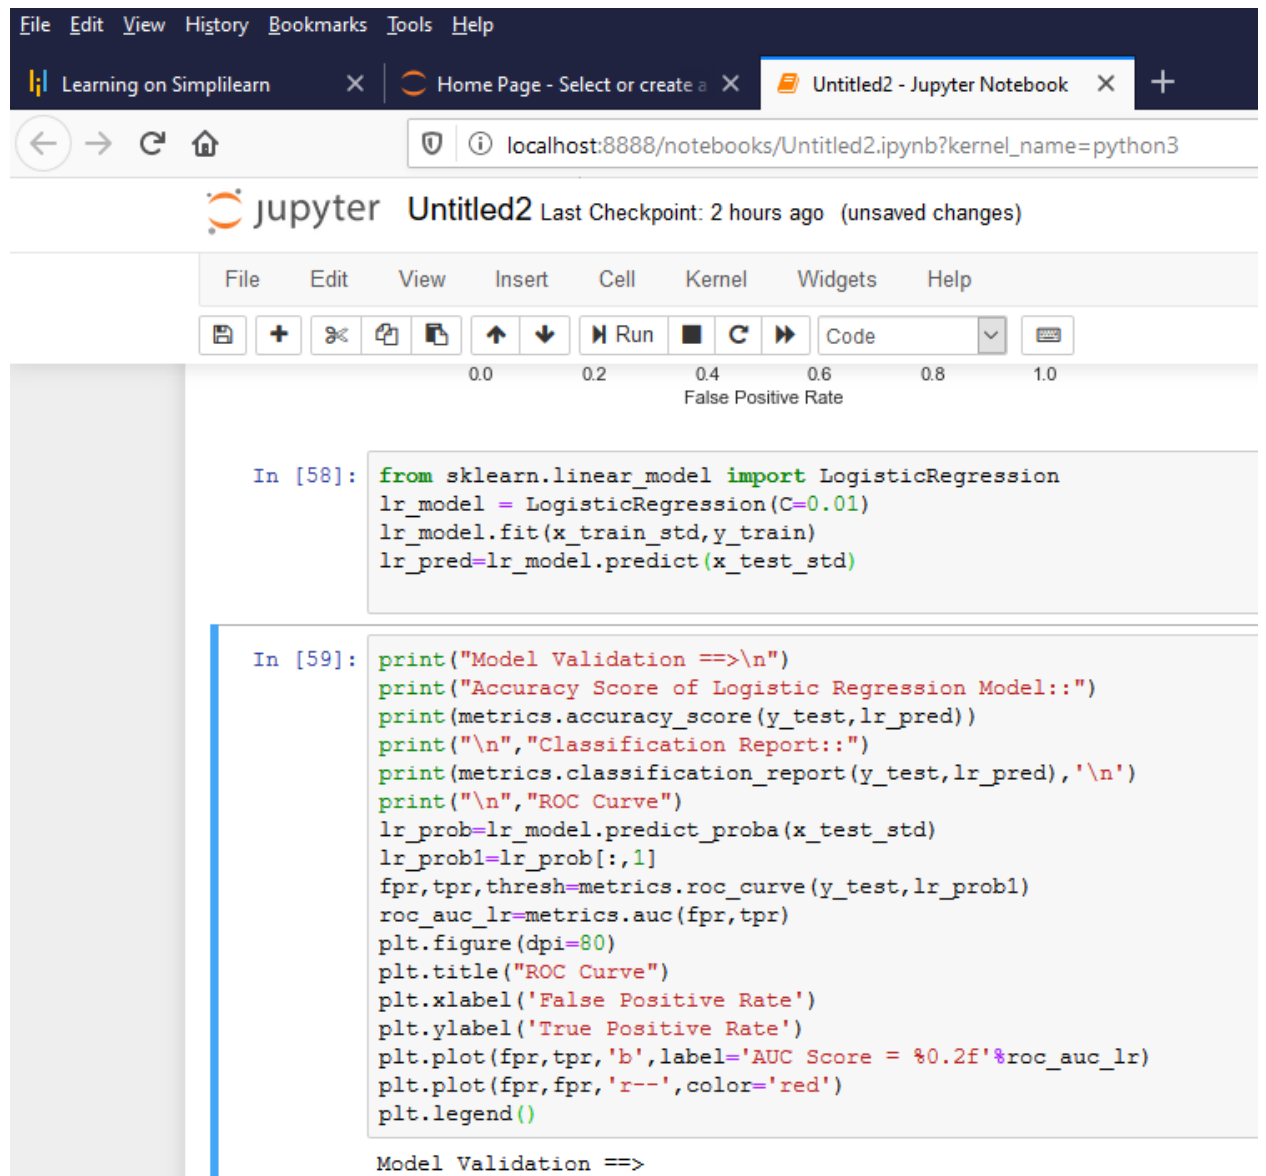 File Edit View History Bookmarks Tools Help
Learning on Simplilearn Home Page - Select or create a Untitled2 - Jupyter Notebook
localhost:8888/notebooks/Untitled2.ipynb?kernel_name=python3
jupyter Untitled2 Last Checkpoint: 2 hours ago (unsaved changes)
File Edit View Insert Cell Kernel Widgets Help
Run Code
0.0 0.2 0.4 0.6 0.8 1.0
False Positive Rate
In [58]: from sklearn.linear_model import LogisticRegression
lr_model = LogisticRegression(C=0.01)
lr_model.fit(x_train_std,y_train)
lr_pred=lr_model.predict(x_test_std)
In [59]: print("Model Validation ==>\n")
print("Accuracy Score of Logistic Regression Model::")
print(metrics.accuracy_score(y_test,lr_pred))
print("\n","Classification Report::")
print(metrics.classification_report(y_test,lr_pred),'\n')
print("\n","ROC Curve")
lr_prob=lr_model.predict_proba(x_test_std)
lr_prob1=lr_prob[:,1]
fpr,tpr,thresh=metrics.roc_curve(y_test,lr_prob1)
roc_auc_lr=metrics.auc(fpr,tpr)
plt.figure(dpi=80)
plt.title("ROC Curve")
plt.xlabel('False Positive Rate')
plt.ylabel('True Positive Rate')
plt.plot(fpr,tpr,'b',label='AUC Score = %0.2f'%roc_auc_lr)
plt.plot(fpr,fpr,'r--',color='red')
plt.legend()
Model Validation ==>